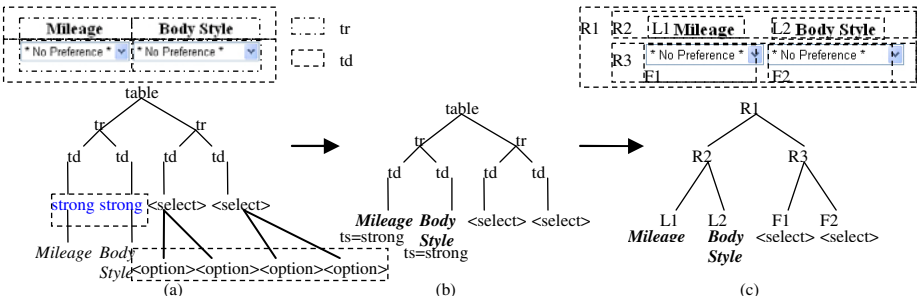 Mileage Body Style
* No Preference * * No Preference *
tr
td
R1 R2 L1 Mileage L2 Body Style
R3 * No Preference * * No Preference *
F1 F2
table
tr tr
td td td td
strong strong <select> <select>
Mileage Body Style <option><option><option><option>
(a)
table
tr tr
td td td td
Mileage Body Style <select> <select>
ts=strong ts=strong
(b)
R1
R2 R3
L1 L2 F1 F2
Mileage Body Style <select> <select>
(c)